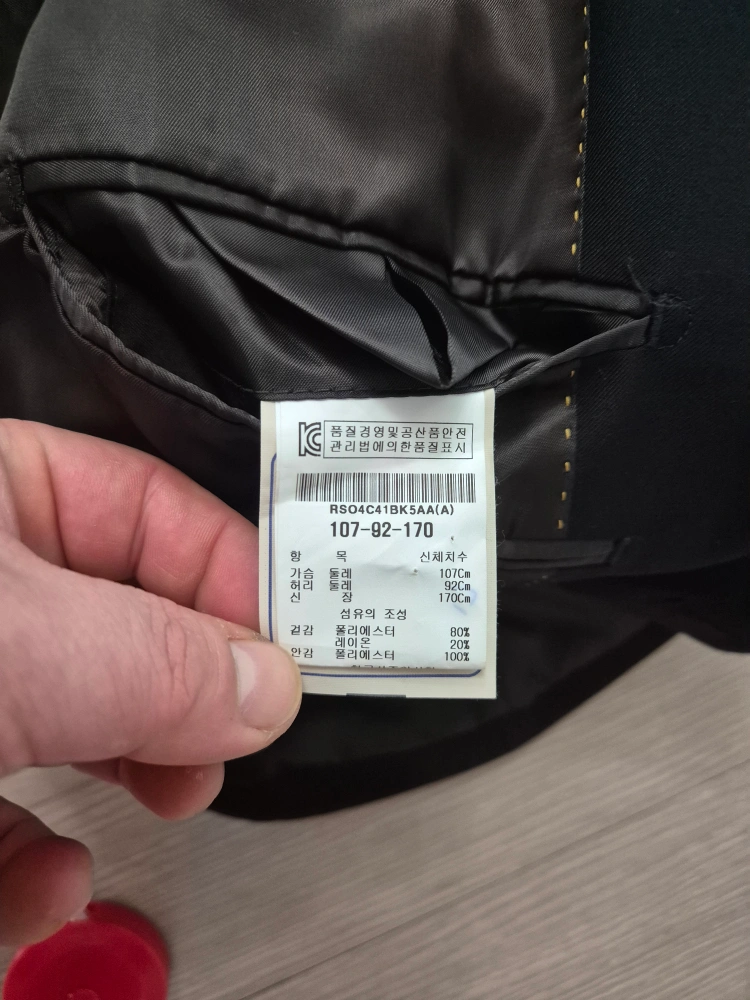 KC 품질경영및공산품안전
관리법에의한품질표시
RSO4C41BK5AA(A)
107-92-170
항 목 신체치수
가슴 둘레 107Cm
허리 둘레 92Cm
신 장 170Cm
섬유의 조성
겉감 폴리에스터 80%
레이온 20%
안감 폴리에스터 100%